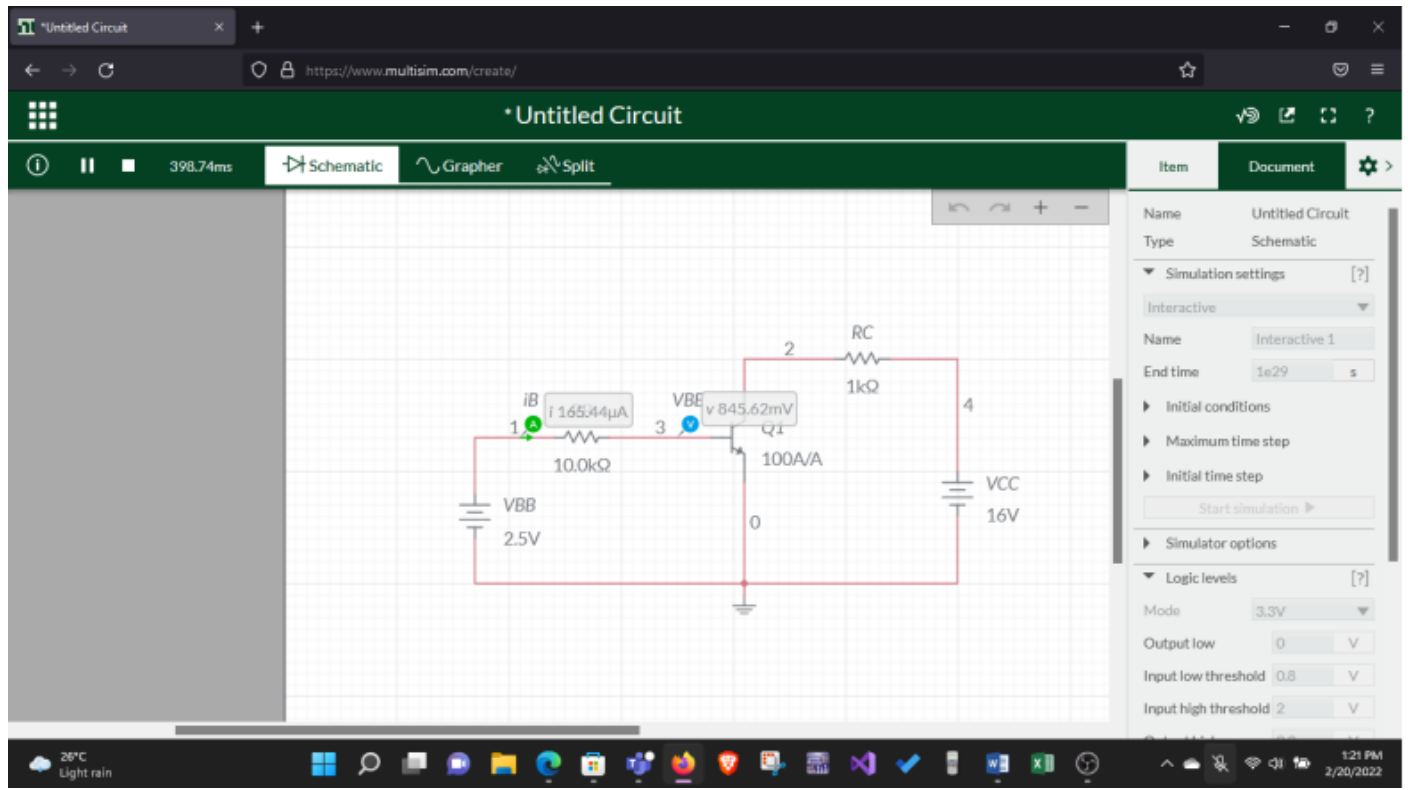 *Untitled Circuit
https://www.multisim.com/create/
*Untitled Circuit
398.74ms
Schematic
Grapher
Split
Item
Document
Name Untitled Circuit
Type Schematic
Simulation settings [?]
Interactive
Name Interactive 1
End time 1e29 s
Initial conditions
Maximum time step
Initial time step
Start simulation
Simulator options
Logic levels [?]
Mode 3.3V
Output low 0 V
Input low threshold 0.8 V
Input high threshold 2 V
RC
2
1kΩ
iB
i 165.44µA
VBE
v 845.62mV
4
1
A
3
V
Q1
10.0kΩ
100A/A
VCC
16V
VBB
2.5V
0
26°C
Light rain
1:21 PM
2/20/2022